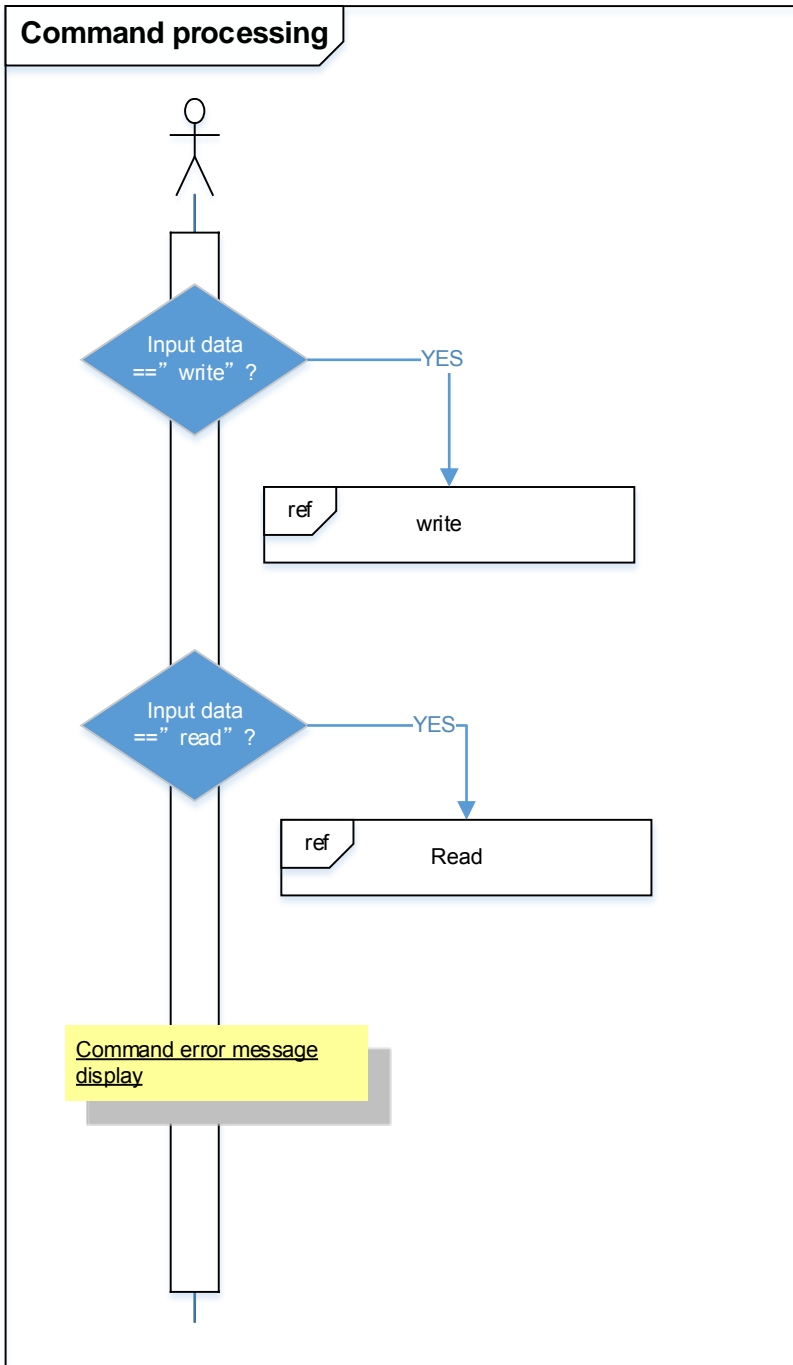 Command processing
Input data
==”write”?
YES
ref
write
Input data
==”read”?
YES
ref
Read
Command error message
display